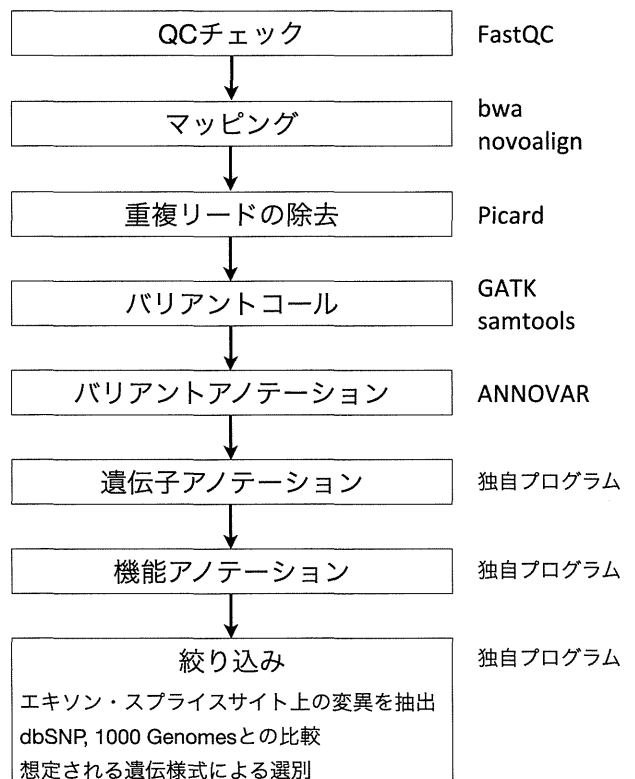 QCチェック
FastQC
マッピング
bwa
novoalign
重複リードの除去
Picard
バリアントコール
GATK
samtools
バリアントアノテーション
ANNOVAR
遺伝子アノテーション
独自プログラム
機能アノテーション
独自プログラム
絞り込み
独自プログラム
エキソン・スプライスサイト上の変異を抽出
dbSNP, 1000 Genomesとの比較
想定される遺伝様式による選別